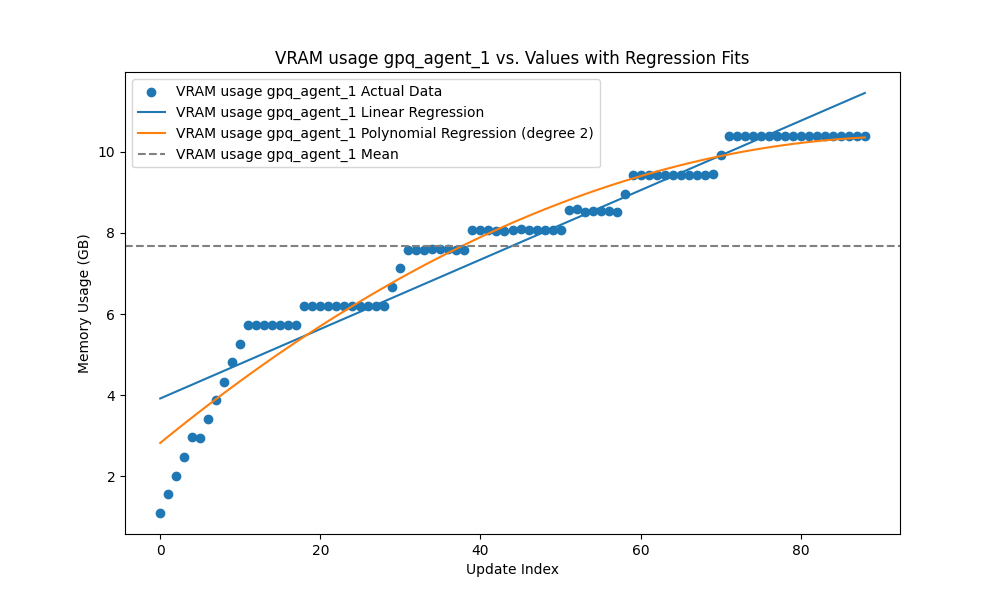 VRAM usage gpq_agent_1 vs. Values with Regression Fits
VRAM usage gpq_agent_1 Actual Data
VRAM usage gpq_agent_1 Linear Regression
VRAM usage gpq_agent_1 Polynomial Regression (degree 2)
VRAM usage gpq_agent_1 Mean
Memory Usage (GB)
10
8
6
4
2
0 20 40 60 80
Update Index